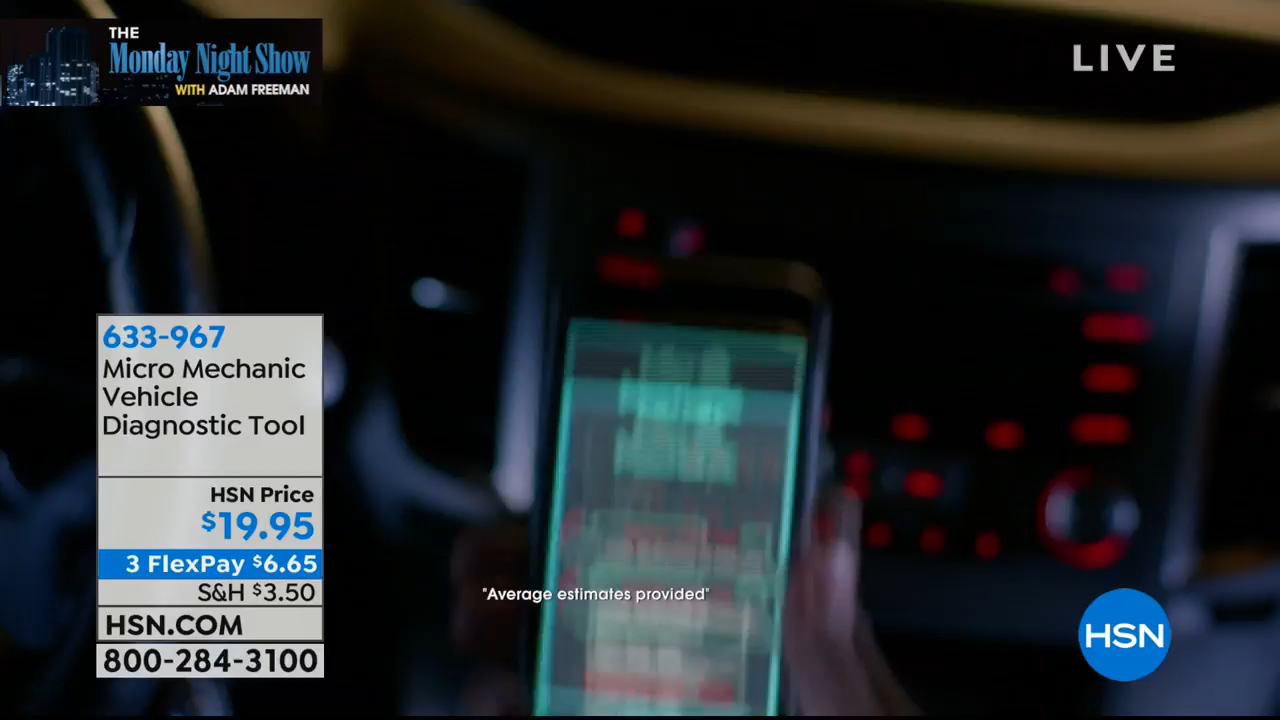 THE
Monday Night Show
WITH ADAM FREEMAN
LIVE
633-967
Micro Mechanic
Vehicle
Diagnostic Tool
HSN Price
$19.95
3 FlexPay $6.65
S&H $3.50
HSN.COM
800-284-3100
"Average estimates provided"
HSN